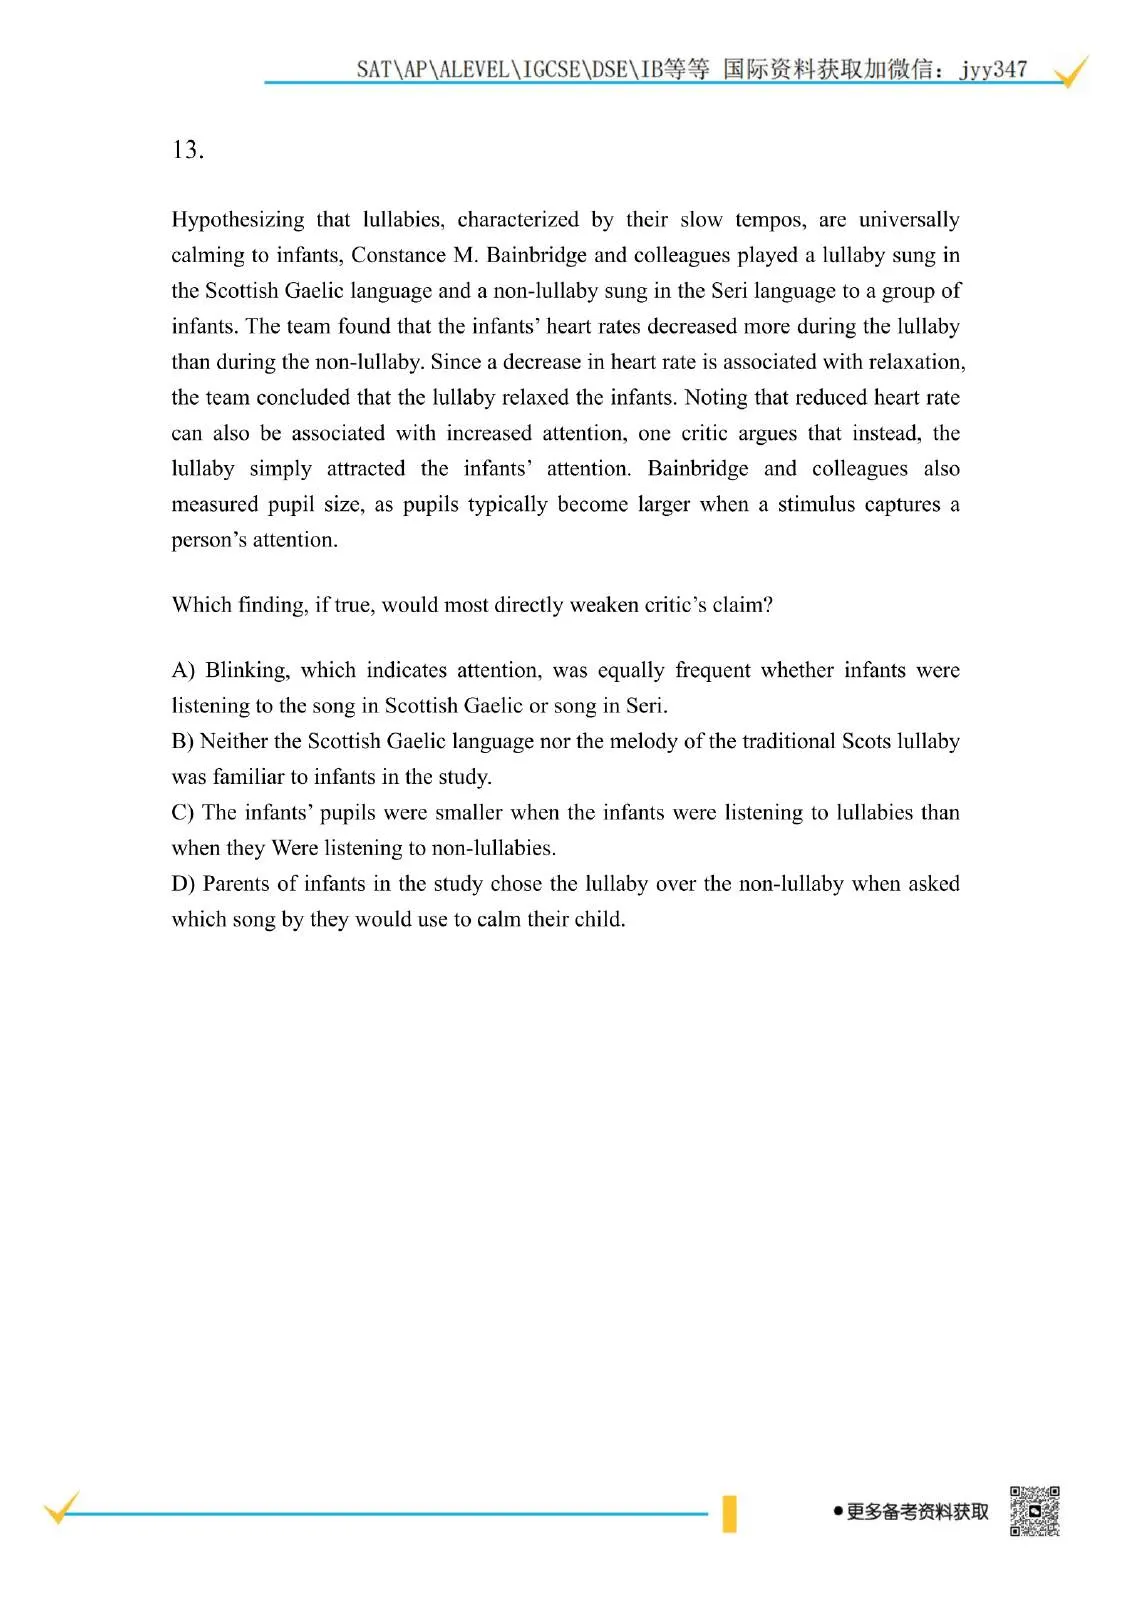 SAT\AP\ALEVEL\IGCSE\DSE\IB等等 国际资料获取加微信：jyy347
13.
Hypothesizing that lullabies, characterized by their slow tempos, are universally
calming to infants, Constance M. Bainbridge and colleagues played a lullaby sung in
the Scottish Gaelic language and a non-lullaby sung in the Seri language to a group of
infants. The team found that the infants’ heart rates decreased more during the lullaby
than during the non-lullaby. Since a decrease in heart rate is associated with relaxation,
the team concluded that the lullaby relaxed the infants. Noting that reduced heart rate
can also be associated with increased attention, one critic argues that instead, the
lullaby simply attracted the infants’ attention. Bainbridge and colleagues also
measured pupil size, as pupils typically become larger when a stimulus captures a
person’s attention.
Which finding, if true, would most directly weaken critic’s claim?
A) Blinking, which indicates attention, was equally frequent whether infants were
listening to the song in Scottish Gaelic or song in Seri.
B) Neither the Scottish Gaelic language nor the melody of the traditional Scots lullaby
was familiar to infants in the study.
C) The infants’ pupils were smaller when the infants were listening to lullabies than
when they Were listening to non-lullabies.
D) Parents of infants in the study chose the lullaby over the non-lullaby when asked
which song by they would use to calm their child.
●更多备考资料获取